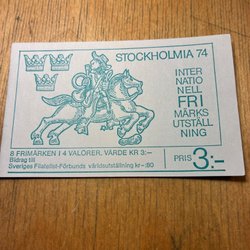 STOCKHOLMIA 74
INTER
NATIO
NELL
FRI
MÄRKS
UTSTÄLL
NING
8 FRIMÄRKEN I 4 VALÖRER. VÄRDE KR 3:—
Bidrag till
Sveriges Filatelist-Förbunds världsutställning kr –:80
PRIS 3:–